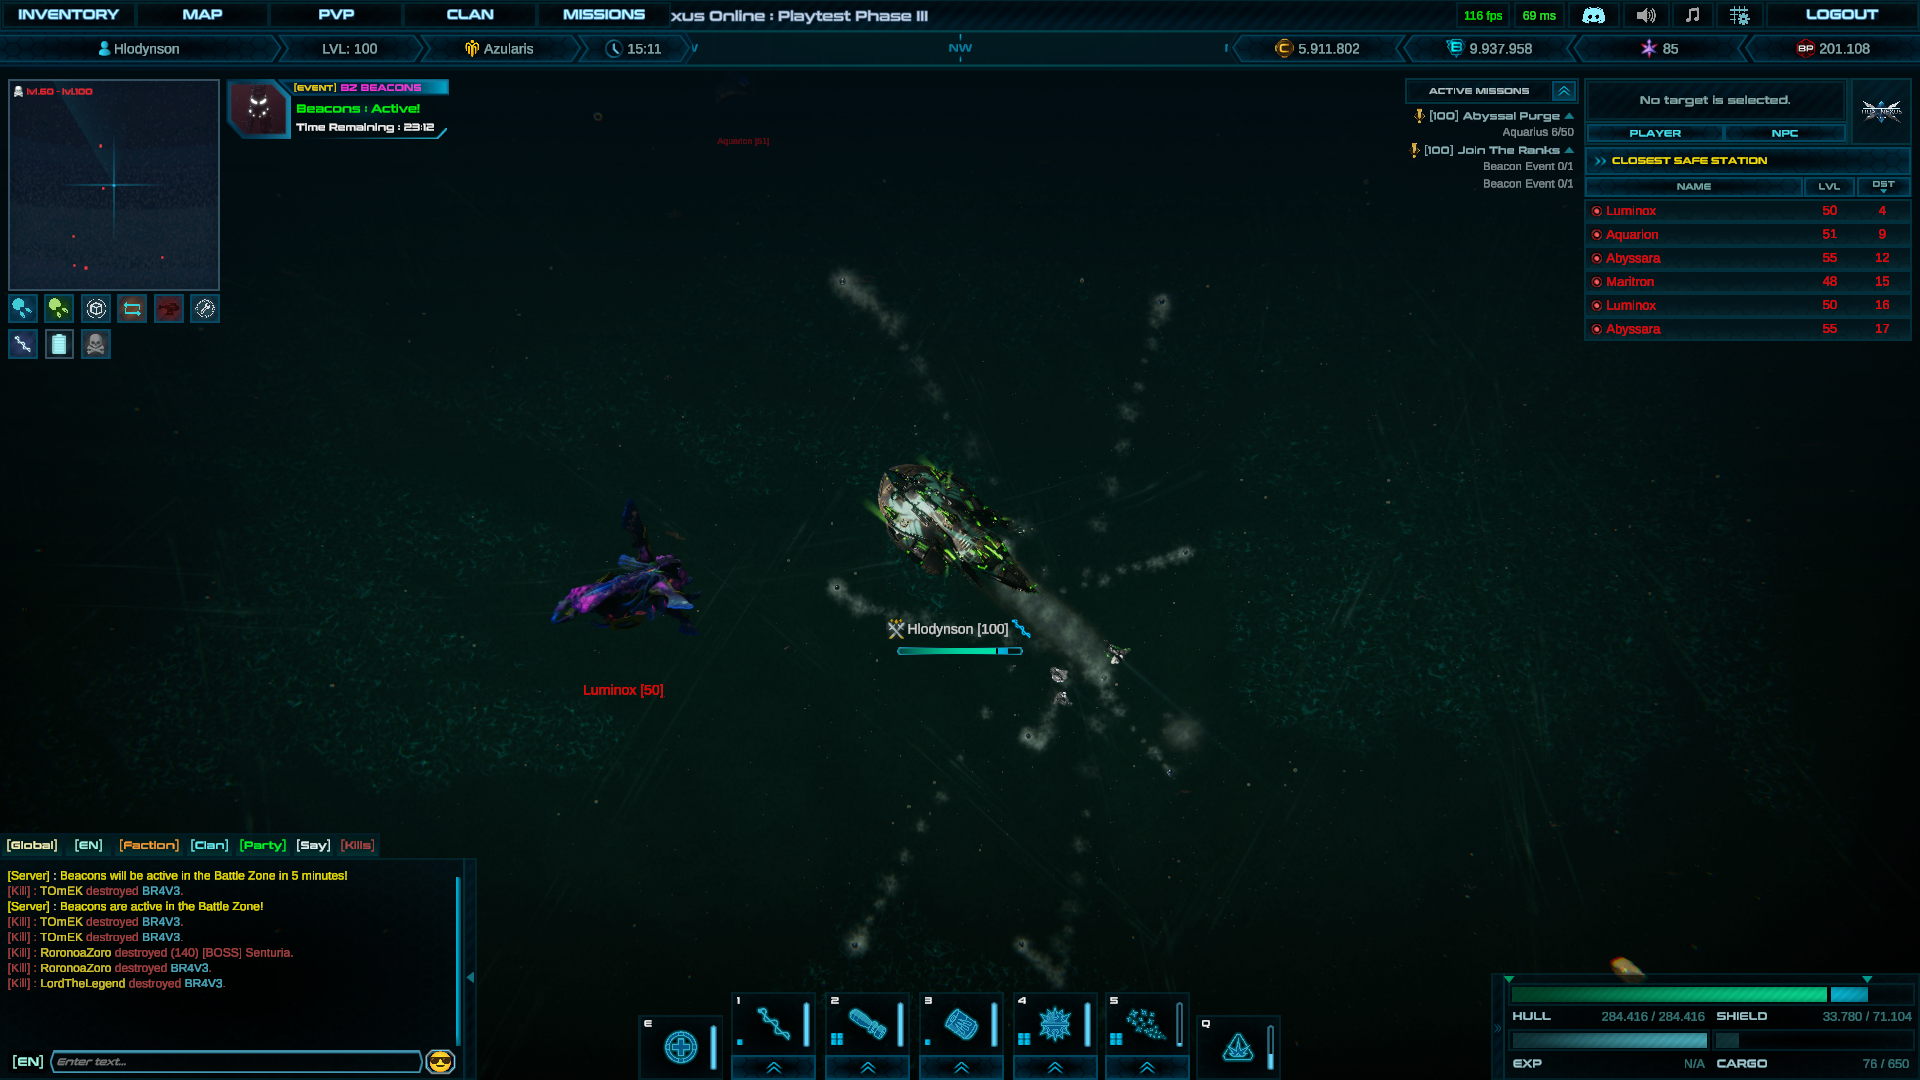 INVENTORY MAP PVP CLAN MISSIONS xus Online : Playtest Phase III 116 fps 69 ms LOGOUT
Hlodynson LVL: 100 Azularis 15:11 NW 5.911.802 9.937.958 85 BP 201.108
lvl.60 - lvl.100
[EVENT] BZ BEACONS
Beacons : Active!
Time Remaining : 23:12
Aquarion [51]
ACTIVE MISSONS
[100] Abyssal Purge
Aquarius 6/50
[100] Join The Ranks
Beacon Event 0/1
Beacon Event 0/1
No target is selected.
PLAYER NPC
CLOSEST SAFE STATION
NAME LVL DST
Luminox 50 4
Aquarion 51 9
Abyssara 55 12
Maritron 48 15
Luminox 50 16
Abyssara 55 17
Hlodynson [100]
Luminox [50]
[Global] [EN] [Faction] [Clan] [Party] [Say] [Kills]
[Server] : Beacons will be active in the Battle Zone in 5 minutes!
[Kill] : TOmEK destroyed BR4V3.
[Server] : Beacons are active in the Battle Zone!
[Kill] : TOmEK destroyed BR4V3.
[Kill] : TOmEK destroyed BR4V3.
[Kill] : RoronoaZoro destroyed (140) [BOSS] Senturia.
[Kill] : RoronoaZoro destroyed BR4V3.
[Kill] : LordTheLegend destroyed BR4V3.
[EN] Enter text...
E 1 2 3 4 5 Q
HULL 284.416 / 284.416 SHIELD 33.780 / 71.104
EXP N/A CARGO 76 / 650